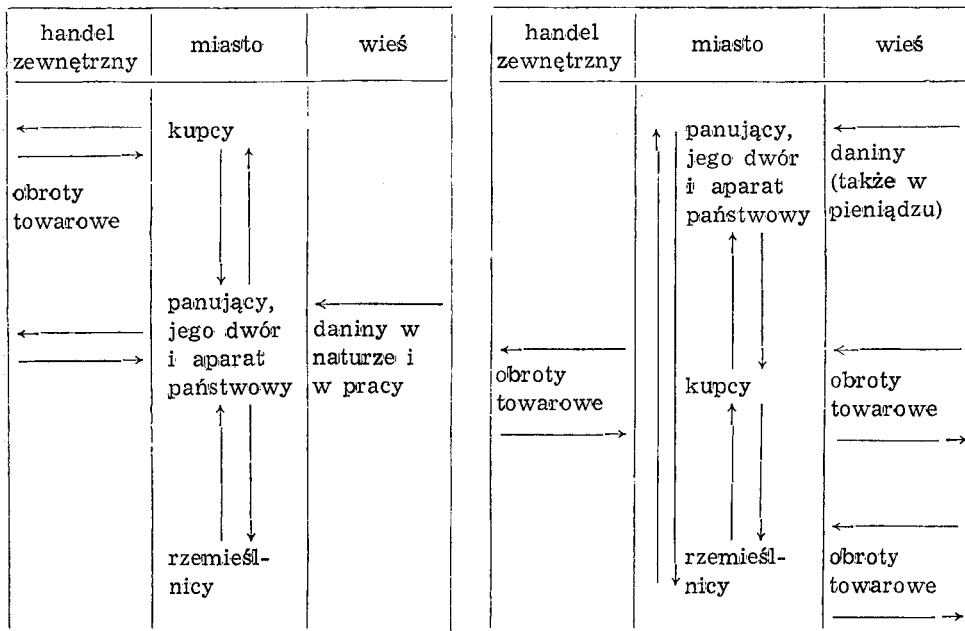 handel
zewnętrzny
miasto
wieś
kupcy
obroty
towarowe
panujący,
jego dwór
i aparat
państwowy
daniny w
naturze i
w pracy
rzemieśl-
nicy
handel
zewnętrzny
miasto
wieś
panujący,
jego dwór
i aparat
państwowy
daniny
(także w
pieniądzu)
obroty
towarowe
kupcy
obroty
towarowe
rzemieśl-
nicy
obroty
towarowe